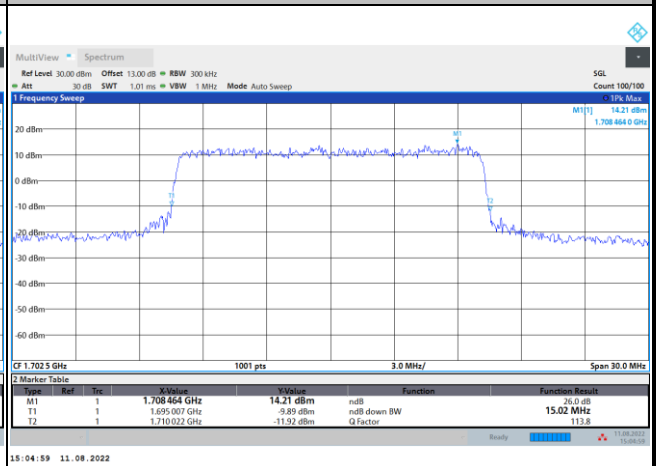 MultiView Spectrum
Ref Level 30.00 dBm Offset 13.00 dB RBW 300 kHz SGL
Att 30 dB SWT 1.01 ms VBW 1 MHz Mode Auto Sweep Count 100/100
1 Frequency Sweep 1Pk Max
M1[1] 14.21 dBm
1.708 464 0 GHz
20 dBm
M1
10 dBm
0 dBm
T1
-10 dBm
T2
-20 dBm
-30 dBm
-40 dBm
-50 dBm
-60 dBm
CF 1.702 5 GHz 1001 pts 3.0 MHz/ Span 30.0 MHz
2 Marker Table
Type Ref Trc X-Value Y-Value Function Function Result
M1 1 1.708 464 GHz 14.21 dBm ndB 26.0 dB
T1 1 1.695 007 GHz -9.89 dBm ndB down BW 15.02 MHz
T2 1 1.710 022 GHz -11.92 dBm Q Factor 113.8
Ready 11.08.2022
15:04:59
15:04:59 11.08.2022